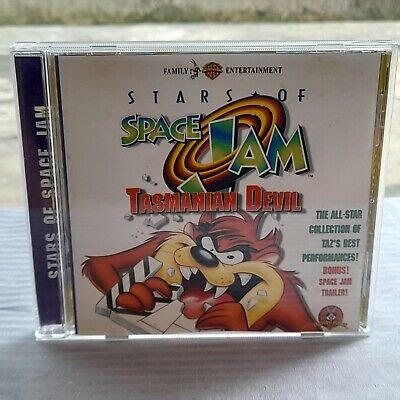 STARS OF SPACE JAM
FAMILY ENTERTAINMENT
STARS OF
SPACE JAM
TASMANIAN DEVIL
THE ALL-STAR
COLLECTION OF
TAZ'S BEST
PERFORMANCES!
BONUS!
SPACE JAM
TRAILER!